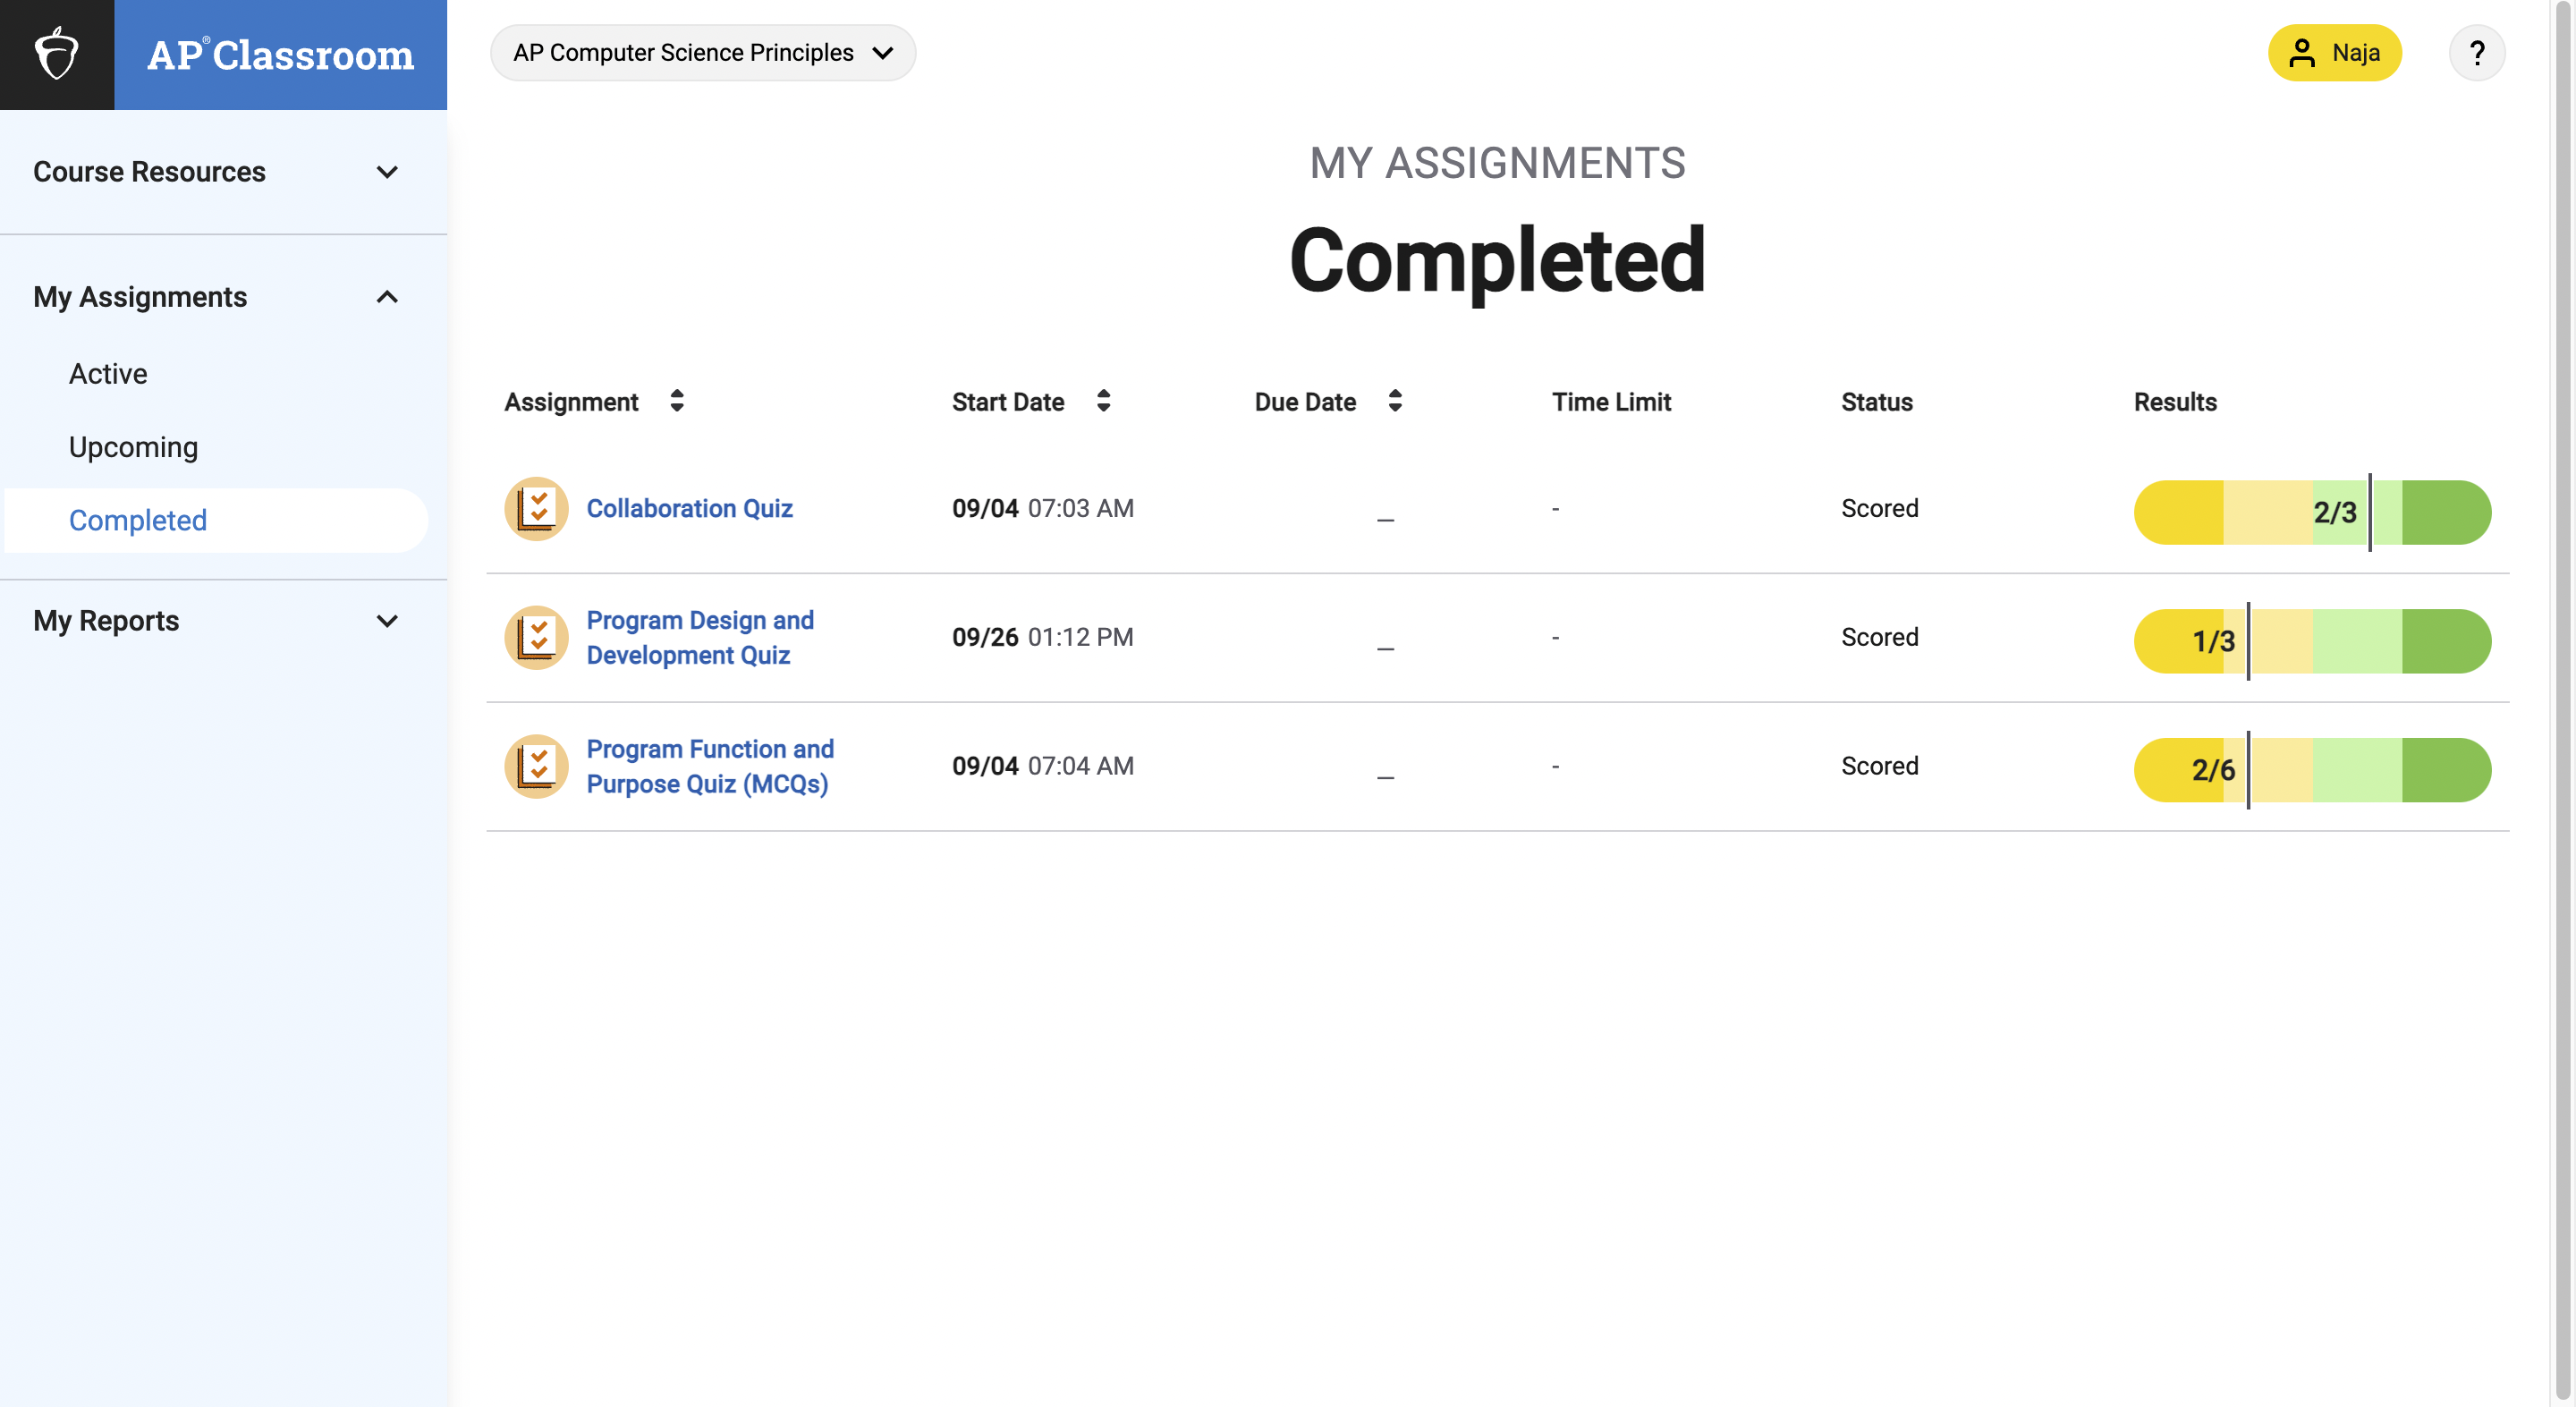 AP® Classroom
AP Computer Science Principles
Naja
?
Course Resources
My Assignments
Active
Upcoming
Completed
My Reports
MY ASSIGNMENTS
Completed
Assignment Start Date Due Date Time Limit Status Results
Collaboration Quiz 09/04 07:03 AM _ - Scored 2/3
Program Design and
Development Quiz 09/26 01:12 PM _ - Scored 1/3
Program Function and
Purpose Quiz (MCQs) 09/04 07:04 AM _ - Scored 2/6